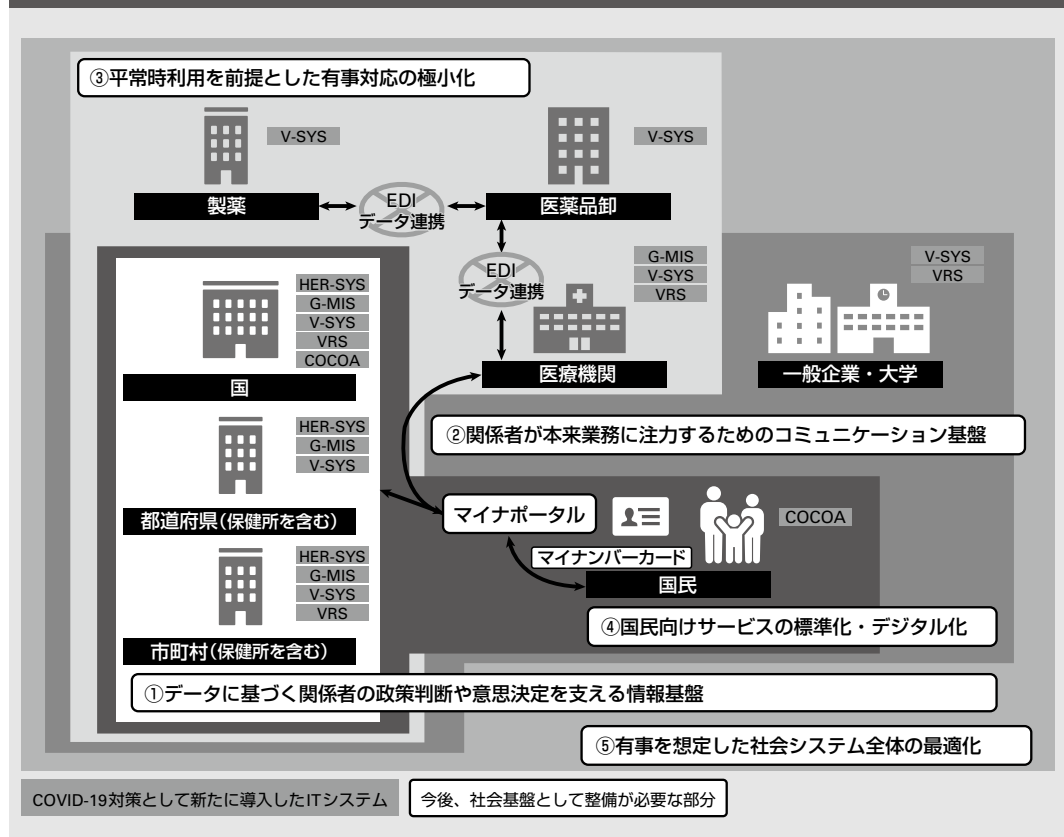 ③平常時利用を前提とした有事対応の極小化
V-SYS
V-SYS
製薬
EDI
データ連携
医薬品卸
EDI
データ連携
G-MIS
V-SYS
VRS
医療機関
V-SYS
VRS
一般企業・大学
HER-SYS
G-MIS
V-SYS
VRS
COCOA
国
②関係者が本来業務に注力するためのコミュニケーション基盤
HER-SYS
G-MIS
V-SYS
都道府県(保健所を含む)
マイナポータル
マイナンバーカード
COCOA
国民
HER-SYS
G-MIS
V-SYS
VRS
市町村(保健所を含む)
④国民向けサービスの標準化・デジタル化
①データに基づく関係者の政策判断や意思決定を支える情報基盤
⑤有事を想定した社会システム全体の最適化
COVID-19対策として新たに導入したITシステム
今後、社会基盤として整備が必要な部分